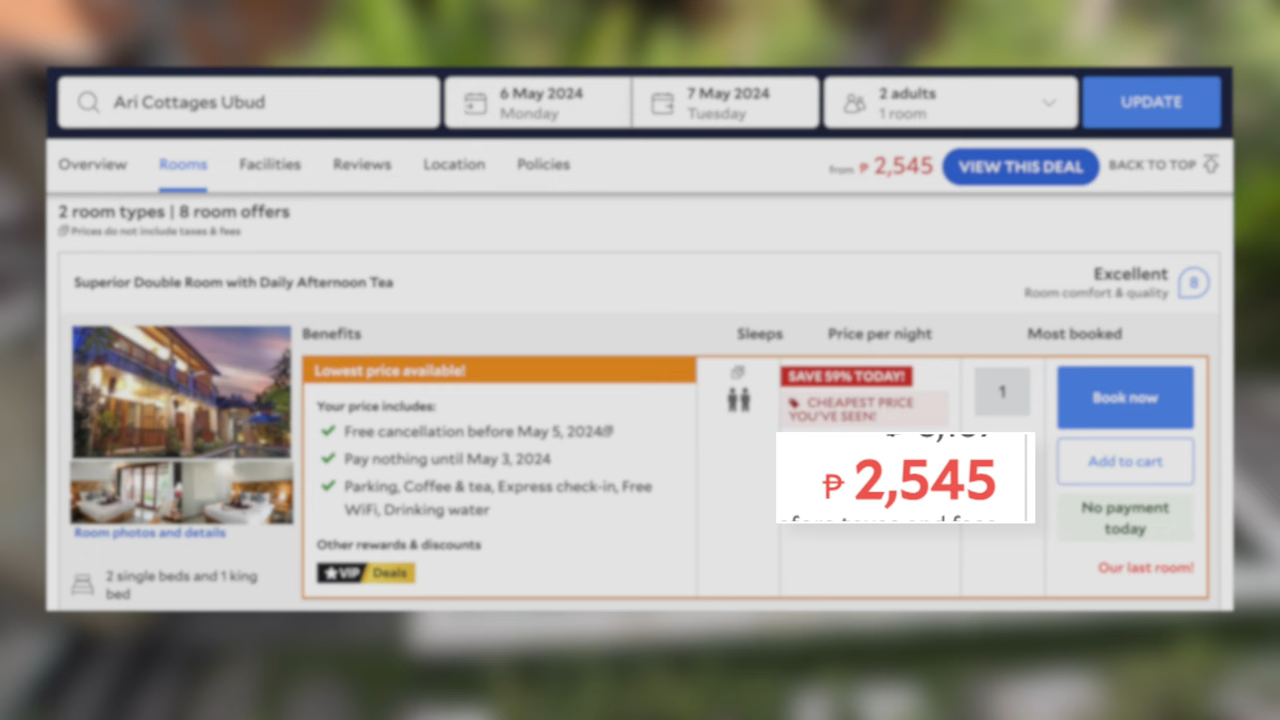 Ari Cottages Ubud
6 May 2024
Monday
7 May 2024
Tuesday
2 adults
1 room
UPDATE
Overview
Rooms
Facilities
Reviews
Location
Policies
from ₱ 2,545
VIEW THIS DEAL
BACK TO TOP
2 room types | 8 room offers
Prices do not include taxes & fees
Superior Double Room with Daily Afternoon Tea
Excellent
Room comfort & quality
8
Benefits
Sleeps
Price per night
Most booked
Lowest price available!
Your price includes:
Free cancellation before May 5, 2024
Pay nothing until May 3, 2024
Parking, Coffee & tea, Express check-in, Free
WiFi, Drinking water
Other rewards & discounts
VIP Deals
SAVE 59% TODAY!
CHEAPEST PRICE
YOU'VE SEEN!
₱ 2,545
1
Book now
Add to cart
No payment
today
Our last room!
Room photos and details
2 single beds and 1 king
bed